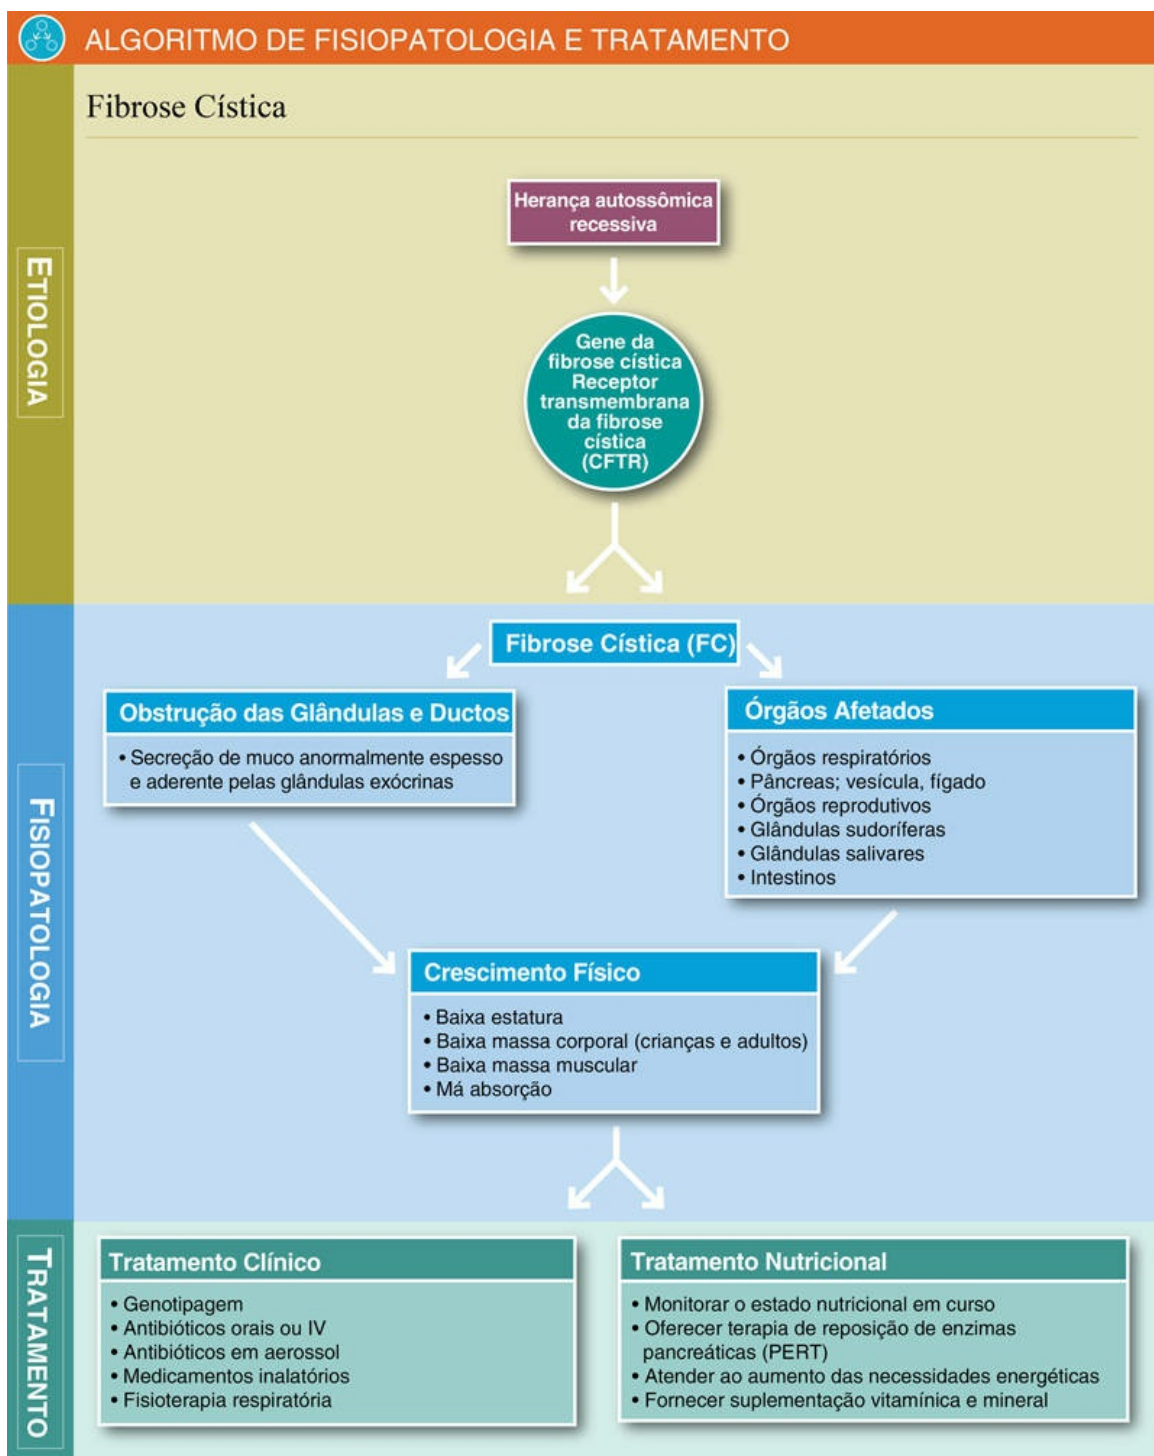 ALGORITMO DE FISIOPATOLOGIA E TRATAMENTO
Fibrose Cística
ETIOLOGIA
Herança autossômica
recessiva
Gene da
fibrose cística
Receptor
transmembrana
da fibrose
cística
(CFTR)
FISIOPATOLOGIA
Fibrose Cística (FC)
Obstrução das Glândulas e Ductos
• Secreção de muco anormalmente espesso
e aderente pelas glândulas exócrinas
Órgãos Afetados
• Órgãos respiratórios
• Pâncreas; vesícula, fígado
• Órgãos reprodutivos
• Glândulas sudoríferas
• Glândulas salivares
• Intestinos
Crescimento Físico
• Baixa estatura
• Baixa massa corporal (crianças e adultos)
• Baixa massa muscular
• Má absorção
TRATAMENTO
Tratamento Clínico
• Genotipagem
• Antibióticos orais ou IV
• Antibióticos em aerossol
• Medicamentos inalatórios
• Fisioterapia respiratória
Tratamento Nutricional
• Monitorar o estado nutricional em curso
• Oferecer terapia de reposição de enzimas
pancreáticas (PERT)
• Atender ao aumento das necessidades energéticas
• Fornecer suplementação vitamínica e mineral